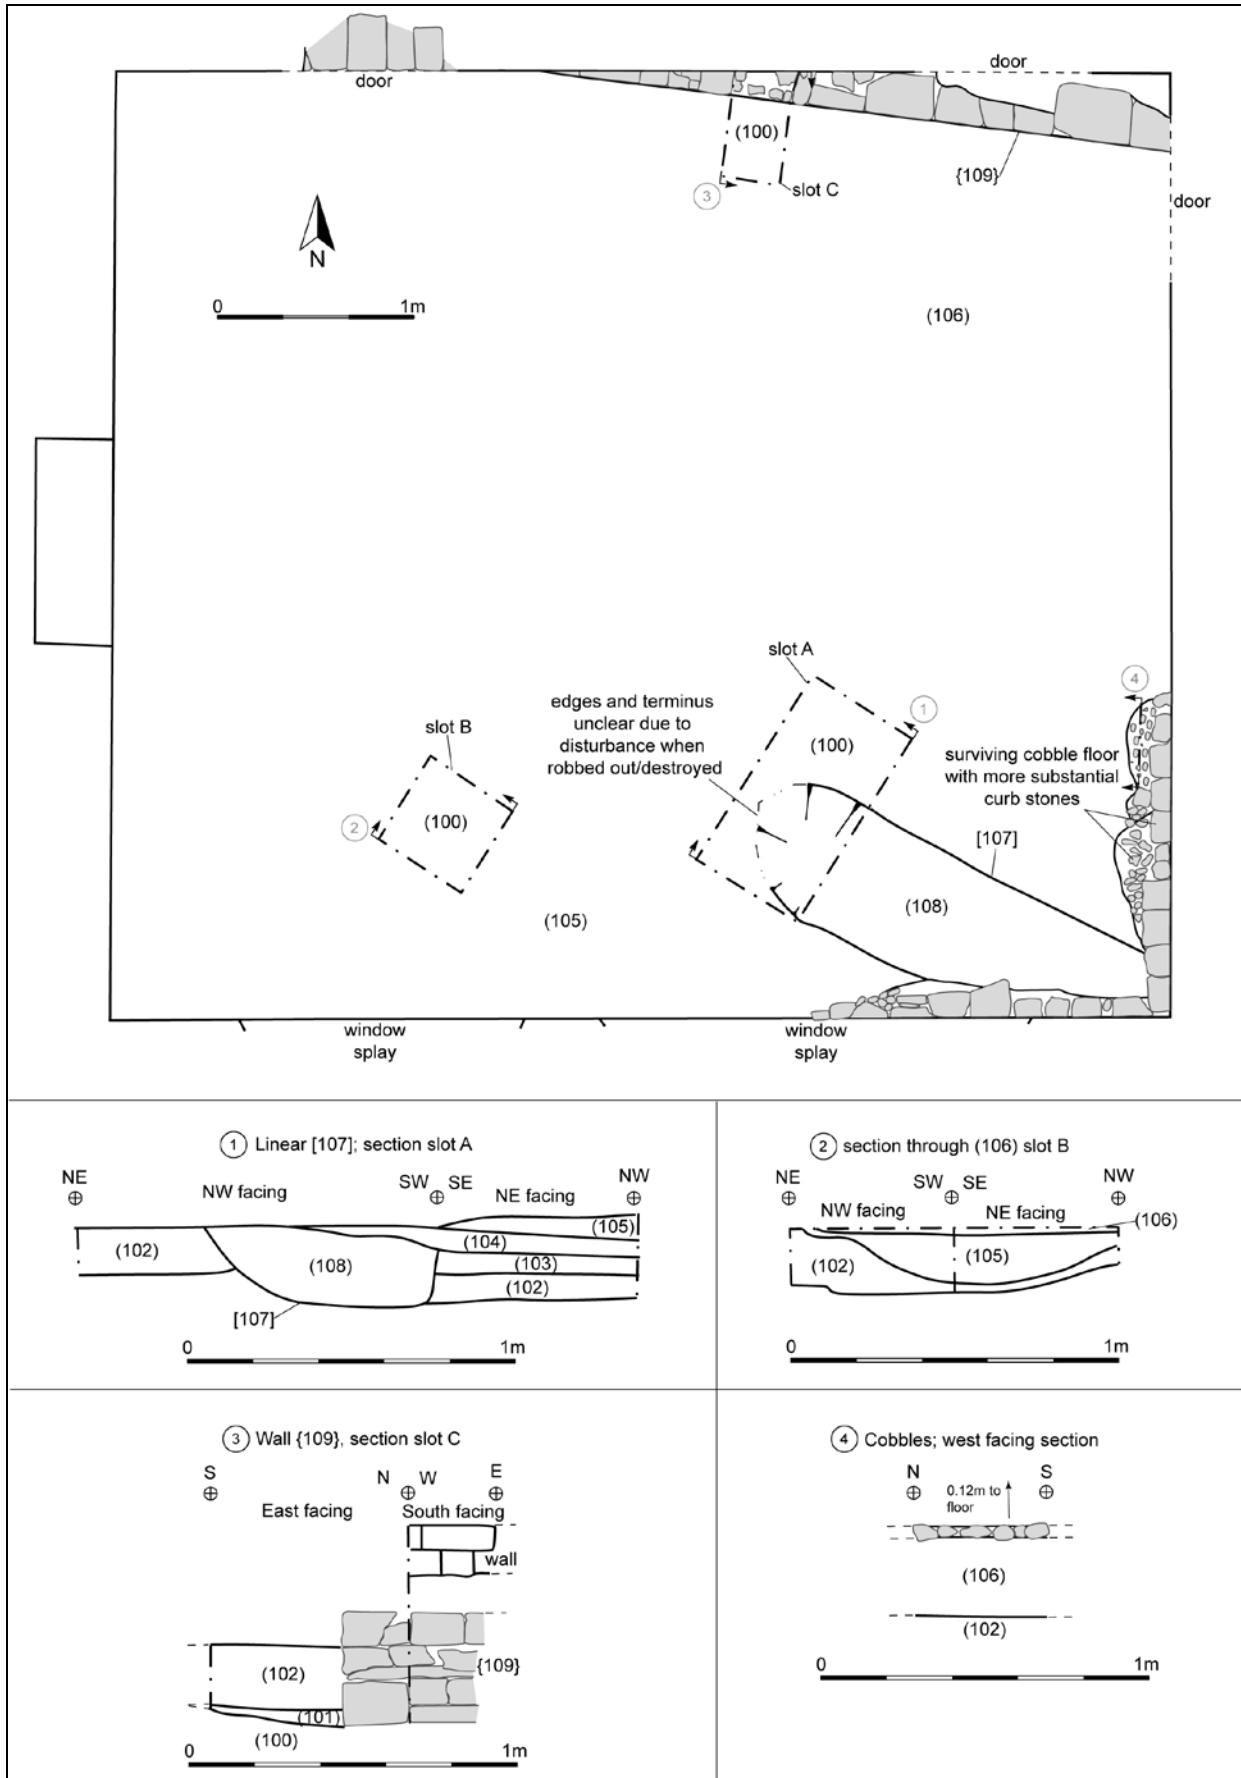 door
door
(100)
slot C
3
{109}
door
N
0 1m
(106)
slot A
4
edges and terminus
unclear due to
disturbance when
robbed out/destroyed
1
slot B
(100)
surviving cobble floor
with more substantial
curb stones
2
(100)
[107]
(108)
(105)
window
splay
window
splay
1 Linear [107]; section slot A
NE
NW facing
SW SE
NE facing
NW
(105)
(102)
(104)
(108)
(103)
(102)
[107]
0 1m
2 section through (106) slot B
NE
NW facing
SW SE
NE facing
NW
(106)
(105)
(102)
0 1m
3 Wall {109}, section slot C
S
East facing
N W
South facing
E
wall
(102)
{109}
(101)
(100)
0 1m
4 Cobbles; west facing section
N
0.12m to
floor
S
(106)
(102)
0 1m